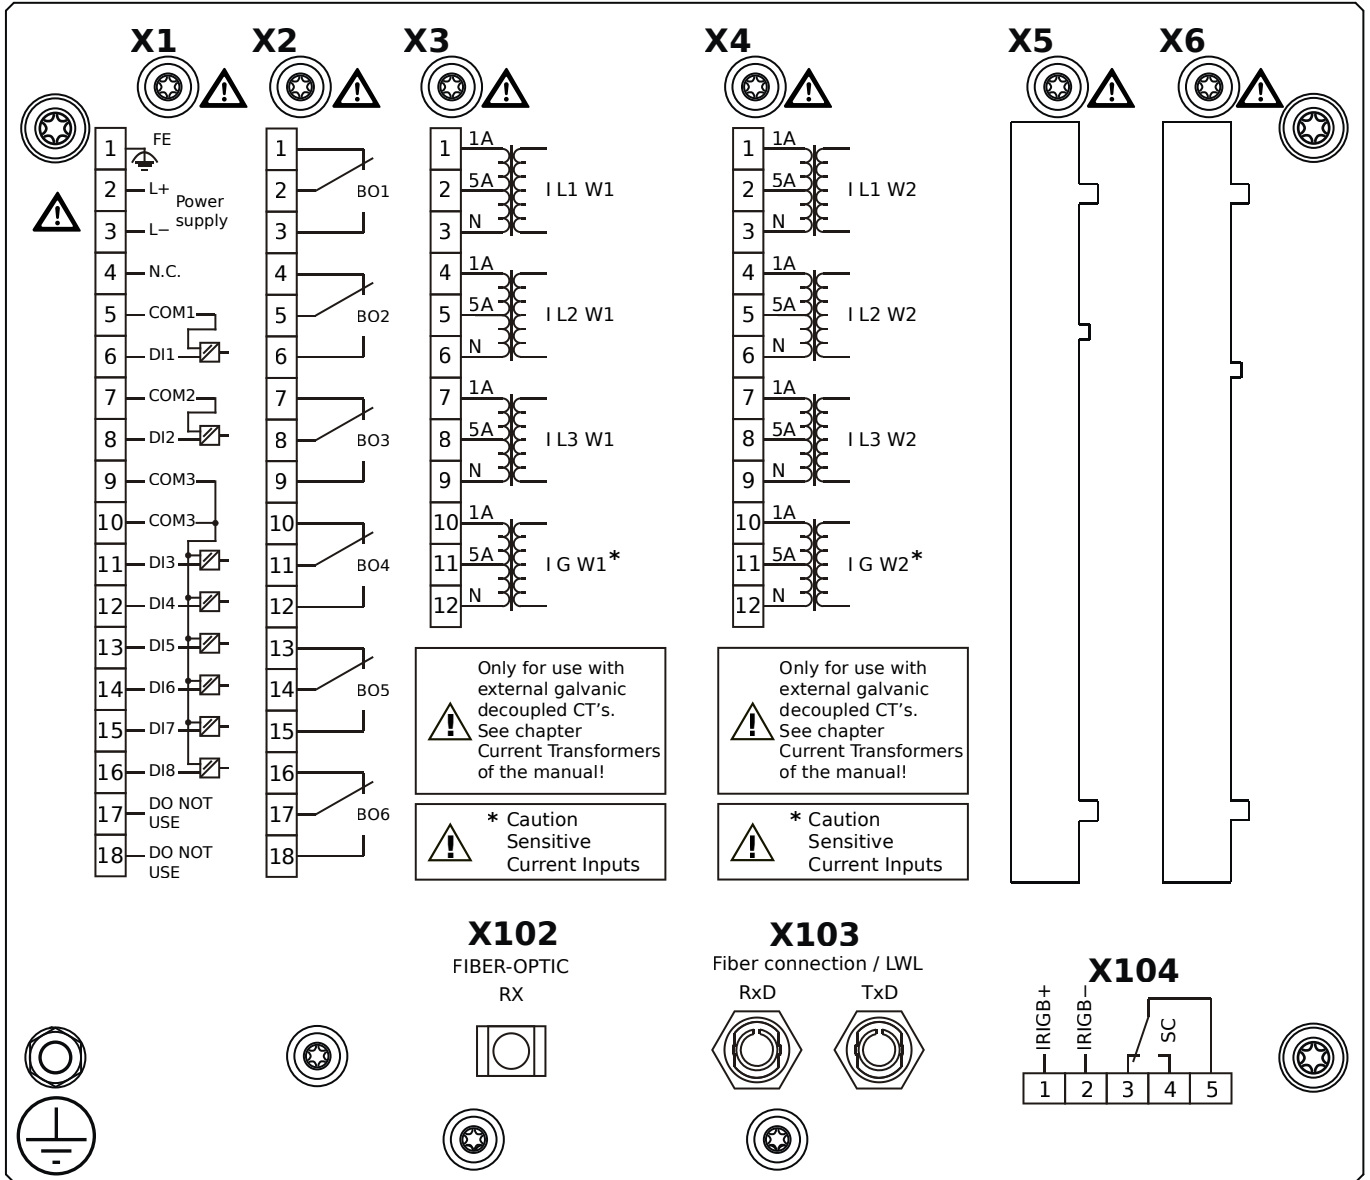 X1 X2 X3 X4 X5 X6
1 FE
2 L+ Power
supply
3 L−
4 N.C.
5 COM1
6 DI1
7 COM2
8 DI2
9 COM3
10 COM3
11 DI3
12 DI4
13 DI5
14 DI6
15 DI7
16 DI8
17 DO NOT
USE
18 DO NOT
USE
1
2 BO1
3
4
5 BO2
6
7
8 BO3
9
10
11 BO4
12
13
14 BO5
15
16
17 BO6
18
1 1A
2 5A I L1 W1
3 N
4 1A
5 5A I L2 W1
6 N
7 1A
8 5A I L3 W1
9 N
10 1A
11 5A I G W1*
12 N
Only for use with
external galvanic
decoupled CT's.
See chapter
Current Transformers
of the manual!
* Caution
Sensitive
Current Inputs
1 1A
2 5A I L1 W2
3 N
4 1A
5 5A I L2 W2
6 N
7 1A
8 5A I L3 W2
9 N
10 1A
11 5A I G W2*
12 N
Only for use with
external galvanic
decoupled CT's.
See chapter
Current Transformers
of the manual!
* Caution
Sensitive
Current Inputs
X102
FIBER-OPTIC
RX
X103
Fiber connection / LWL
RxD TxD
X104
IRIGB+ IRIGB− SC
1 2 3 4 5